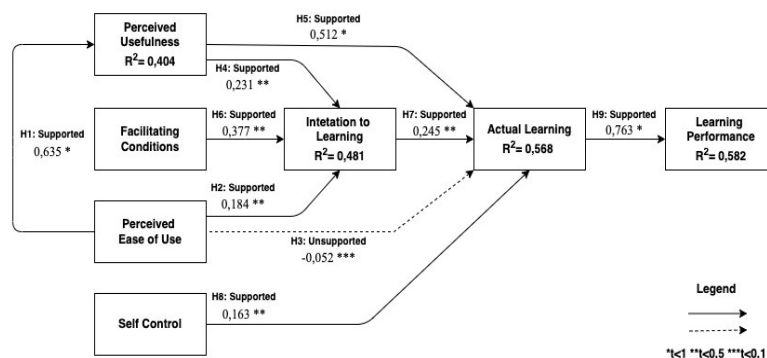 Perceived
Usefulness
R²= 0,404
H5: Supported
0,512 *
H4: Supported
0,231 **
H1: Supported
0,635 *
Facilitating
Conditions
H6: Supported
0,377 **
Intetation to
Learning
R²= 0,481
H7: Supported
0,245 **
Actual Learning
R²= 0,568
H9: Supported
0,763 *
Learning
Performance
R²= 0,582
H2: Supported
0,184 **
Perceived
Ease of Use
H3: Unsupported
-0,052 ***
H8: Supported
0,163 **
Self Control
Legend
*t<1 **t<0.5 ***t<0.1